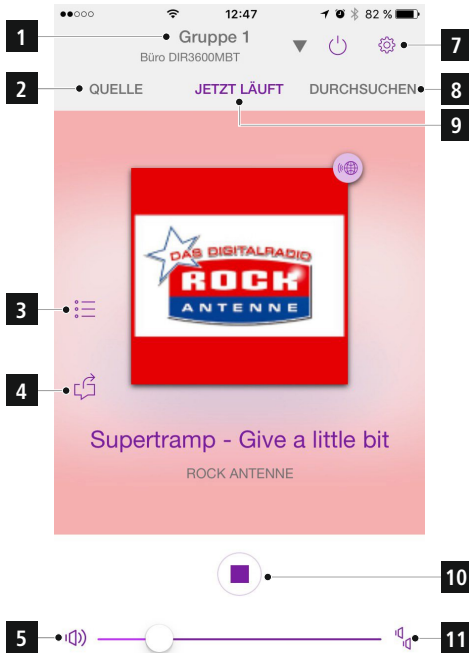 12:47
82 %
1
Gruppe 1
7
Büro DIR3600MBT
2
QUELLE
JETZT LÄUFT
DURCHSUCHEN
8
9
DAS DIGITALRADIO
ROCK
ANTENNE
3
4
Supertramp - Give a little bit
ROCK ANTENNE
10
5
11